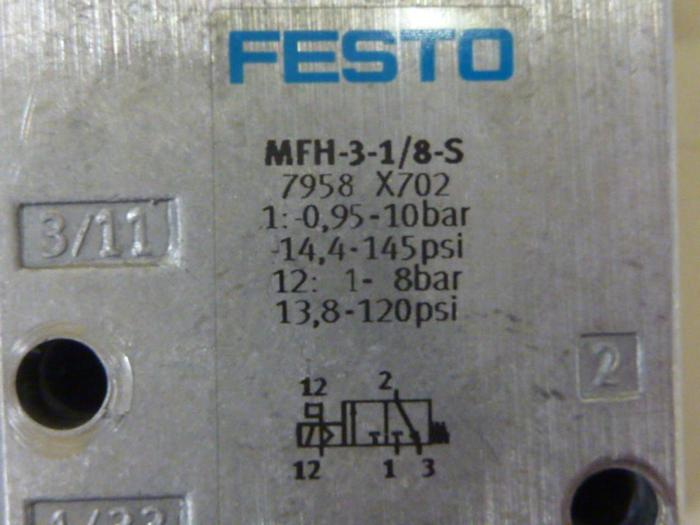 FESTO
MFH-3-1/8-S
7958 X702
1:-0,95-10bar
-14,4-145psi
12: 1- 8bar
13,8-120psi
3/11
2
12 2
12 1 3